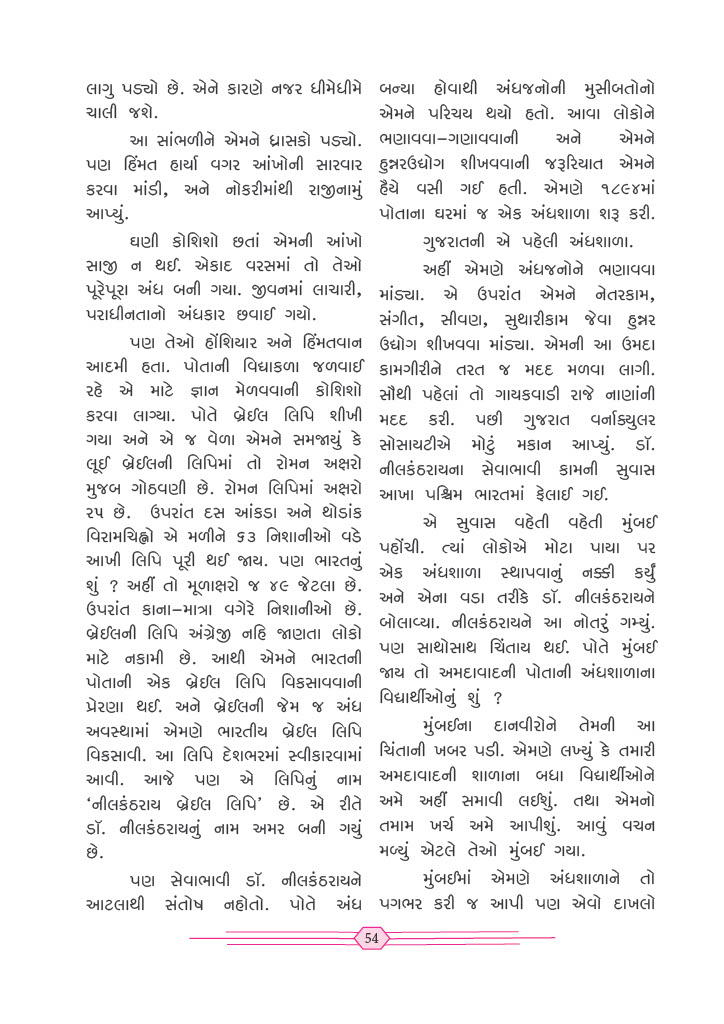 લાગુ પડ્યો છે. એને કારણે નજર ધીમેધીમે
ચાલી જશે.
આ સાંભળીને એમને ધ્રાસકો પડ્યો.
પણ હિંમત હાર્યા વગર આંખોની સારવાર
કરવા માંડી, અને નોકરીમાંથી રાજીનામું
આપ્યું.
ઘણી કોશિશો છતાં એમની આંખો
સાજી ન થઈ. એકાદ વરસમાં તો તેઓ
પૂરેપૂરા અંધ બની ગયા. જીવનમાં લાચારી,
પરાધીનતાનો અંધકાર છવાઈ ગયો.
પણ તેઓ હોંશિયાર અને હિંમતવાન
આદમી હતા. પોતાની વિદ્યાકળા જળવાઈ
રહે એ માટે જ્ઞાન મેળવવાની કોશિશો
કરવા લાગ્યા. પોતે બ્રેઈલ લિપિ શીખી
ગયા અને એ જ વેળા એમને સમજાયું કે
લૂઈ બ્રેઈલની લિપિમાં તો રોમન અક્ષરો
મુજબ ગોઠવણી છે. રોમન લિપિમાં અક્ષરો
૨૫ છે. ઉપરાંત દસ આંકડા અને થોડાંક
વિરામચિહ્નો એ મળીને ૬૩ નિશાનીઓ વડે
આખી લિપિ પૂરી થઈ જાય. પણ ભારતનું
શું ? અહીં તો મૂળાક્ષરો જ ૪૯ જેટલા છે.
ઉપરાંત કાના–માત્રા વગેરે નિશાનીઓ છે.
બ્રેઈલની લિપિ અંગ્રેજી નહિ જાણતા લોકો
માટે નકામી છે. આથી એમને ભારતની
પોતાની એક બ્રેઈલ લિપિ વિકસાવવાની
પ્રેરણા થઈ. અને બ્રેઈલની જેમ જ અંધ
અવસ્થામાં એમણે ભારતીય બ્રેઈલ લિપિ
વિકસાવી. આ લિપિ દેશભરમાં સ્વીકારવામાં
આવી. આજે પણ એ લિપિનું નામ
‘નીલકંઠરાય બ્રેઈલ લિપિ’ છે. એ રીતે
ડૉ. નીલકંઠરાયનું નામ અમર બની ગયું
છે.
પણ સેવાભાવી ડૉ. નીલકંઠરાયને
આટલાથી સંતોષ નહોતો. પોતે અંધ
બન્યા હોવાથી અંધજનોની મુસીબતોનો
એમને પરિચય થયો હતો. આવા લોકોને
ભણાવવા–ગણાવવાની અને એમને
હુન્નરઉદ્યોગ શીખવવાની જરૂરિયાત એમને
હૈયે વસી ગઈ હતી. એમણે ૧૮૯૪માં
પોતાના ઘરમાં જ એક અંધશાળા શરૂ કરી.
ગુજરાતની એ પહેલી અંધશાળા.
અહીં એમણે અંધજનોને ભણાવવા
માંડ્યા. એ ઉપરાંત એમને નેતરકામ,
સંગીત, સીવણ, સુથારીકામ જેવા હુન્નર
ઉદ્યોગ શીખવવા માંડ્યા. એમની આ ઉમદા
કામગીરીને તરત જ મદદ મળવા લાગી.
સૌથી પહેલાં તો ગાયકવાડી રાજે નાણાંની
મદદ કરી. પછી ગુજરાત વર્નાક્યુલર
સોસાયટીએ મોટું મકાન આપ્યું. ડૉ.
નીલકંઠરાયના સેવાભાવી કામની સુવાસ
આખા પશ્ચિમ ભારતમાં ફેલાઈ ગઈ.
એ સુવાસ વહેતી વહેતી મુંબઈ
પહોંચી. ત્યાં લોકોએ મોટા પાયા પર
એક અંધશાળા સ્થાપવાનું નક્કી કર્યું
અને એના વડા તરીકે ડૉ. નીલકંઠરાયને
બોલાવ્યા. નીલકંઠરાયને આ નોતરું ગમ્યું.
પણ સાથોસાથ ચિંતાય થઈ. પોતે મુંબઈ
જાય તો અમદાવાદની પોતાની અંધશાળાના
વિદ્યાર્થીઓનું શું ?
મુંબઈના દાનવીરોને તેમની આ
ચિંતાની ખબર પડી. એમણે લખ્યું કે તમારી
અમદાવાદની શાળાના બધા વિદ્યાર્થીઓને
અમે અહીં સમાવી લઈશું. તથા એમનો
તમામ ખર્ચ અમે આપીશું. આવું વચન
મળ્યું એટલે તેઓ મુંબઈ ગયા.
મુંબઈમાં એમણે અંધશાળાને તો
પગભર કરી જ આપી પણ એવો દાખલો
54